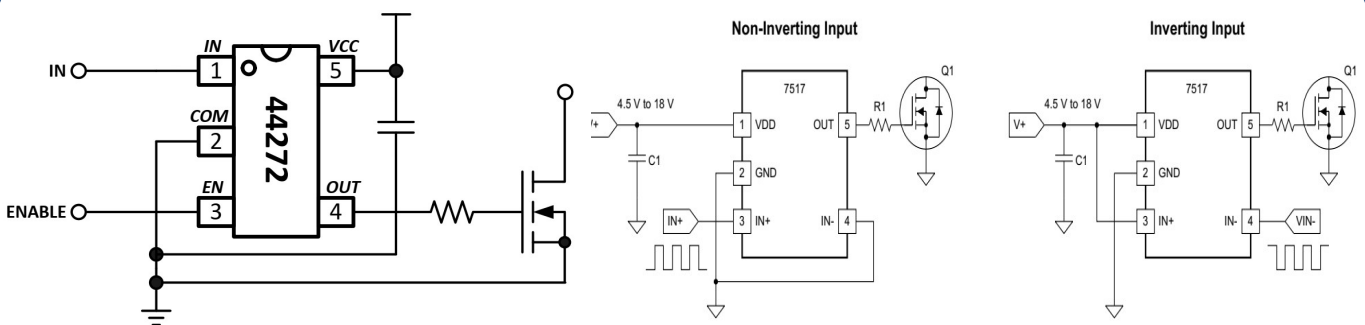 IN
IN
1
VCC
5
COM
2
44272
EN
ENABLE
3
OUT
4
Non-Inverting Input
7517
Q1
4.5 V to 18 V
V+
1
VDD
OUT
5
R1
C1
2
GND
IN+
3
IN+
IN-
4
Inverting Input
7517
Q1
4.5 V to 18 V
V+
1
VDD
OUT
5
R1
C1
2
GND
3
IN+
IN-
4
VIN-